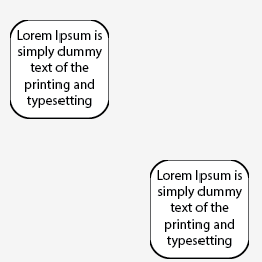 Lorem Ipsum is
simply dummy
text of the
printing and
typesetting
Lorem Ipsum is
simply dummy
text of the
printing and
typesetting